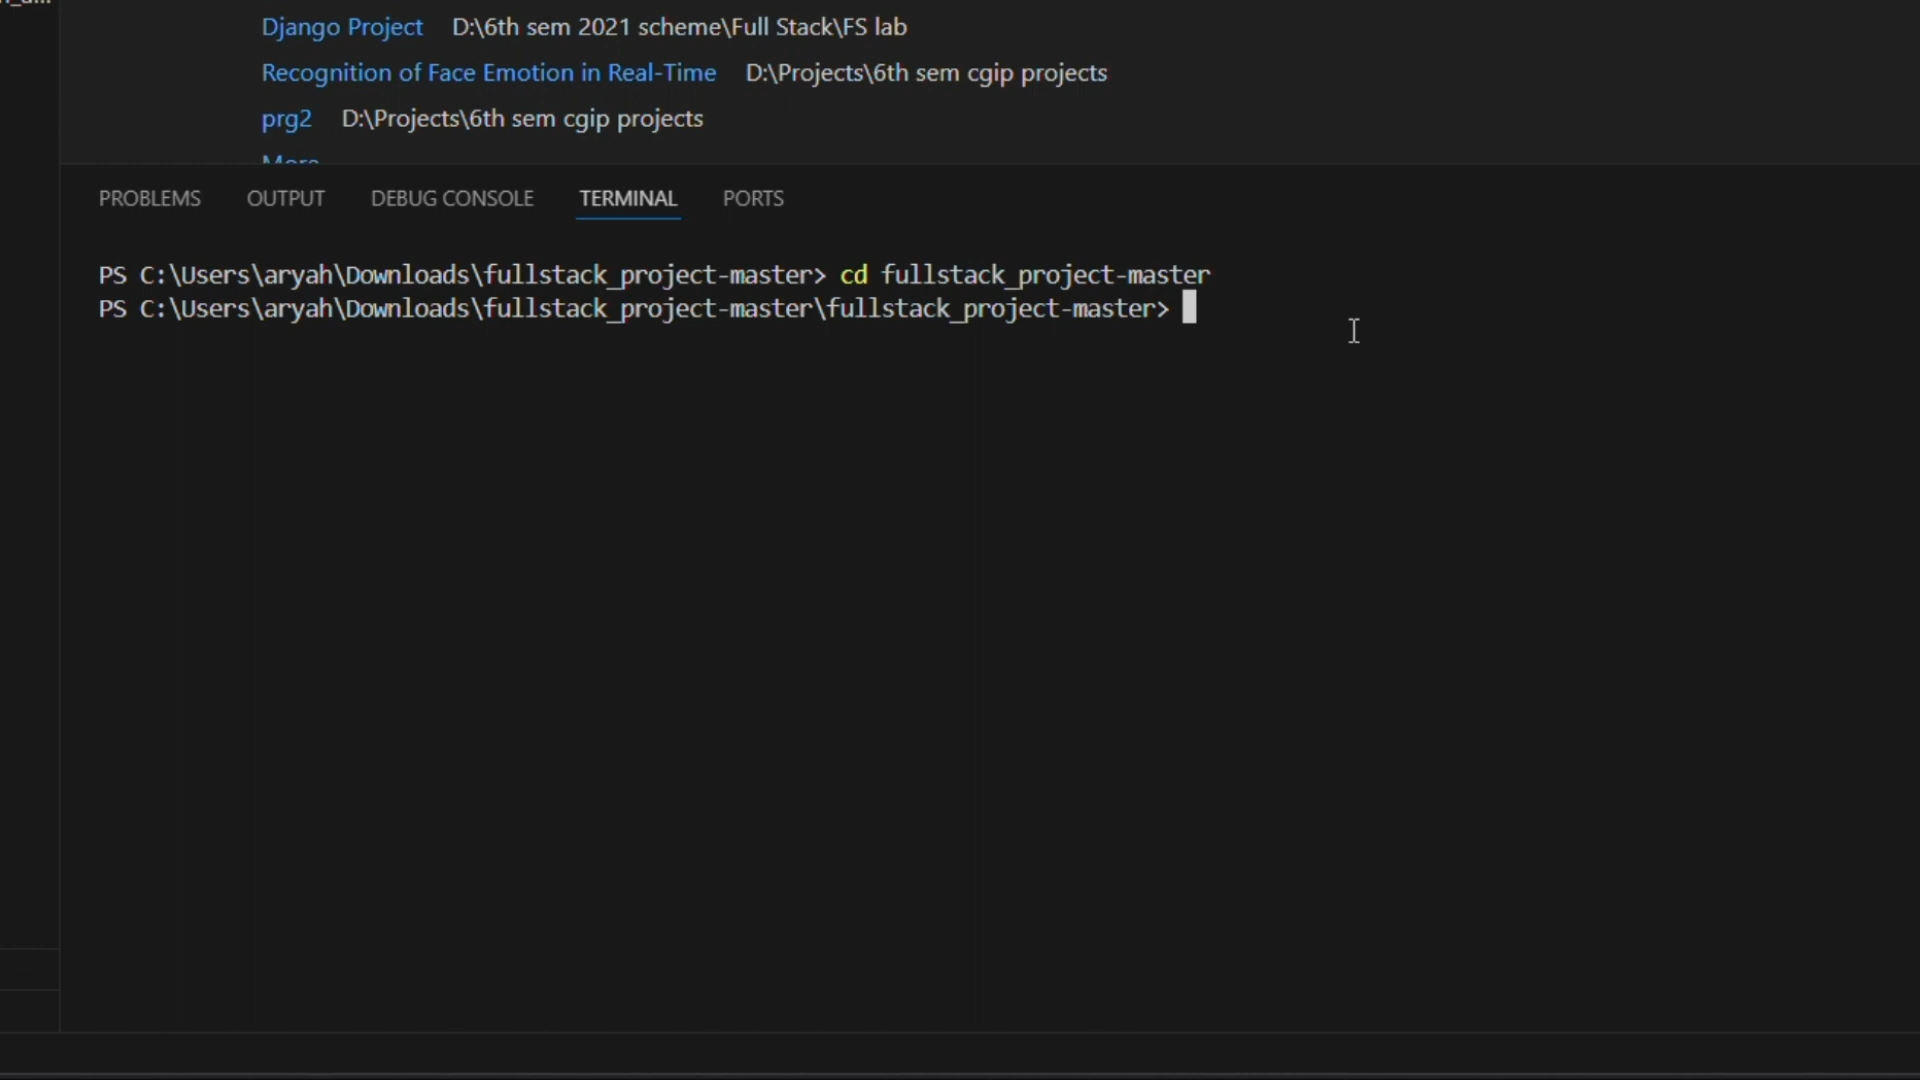 Django Project D:\6th sem 2021 scheme\Full Stack\FS lab
Recognition of Face Emotion in Real-Time D:\Projects\6th sem cgip projects
prg2 D:\Projects\6th sem cgip projects
More
PROBLEMS OUTPUT DEBUG CONSOLE TERMINAL PORTS
PS C:\Users\aryah\Downloads\fullstack_project-master> cd fullstack_project-master
PS C:\Users\aryah\Downloads\fullstack_project-master\fullstack_project-master>